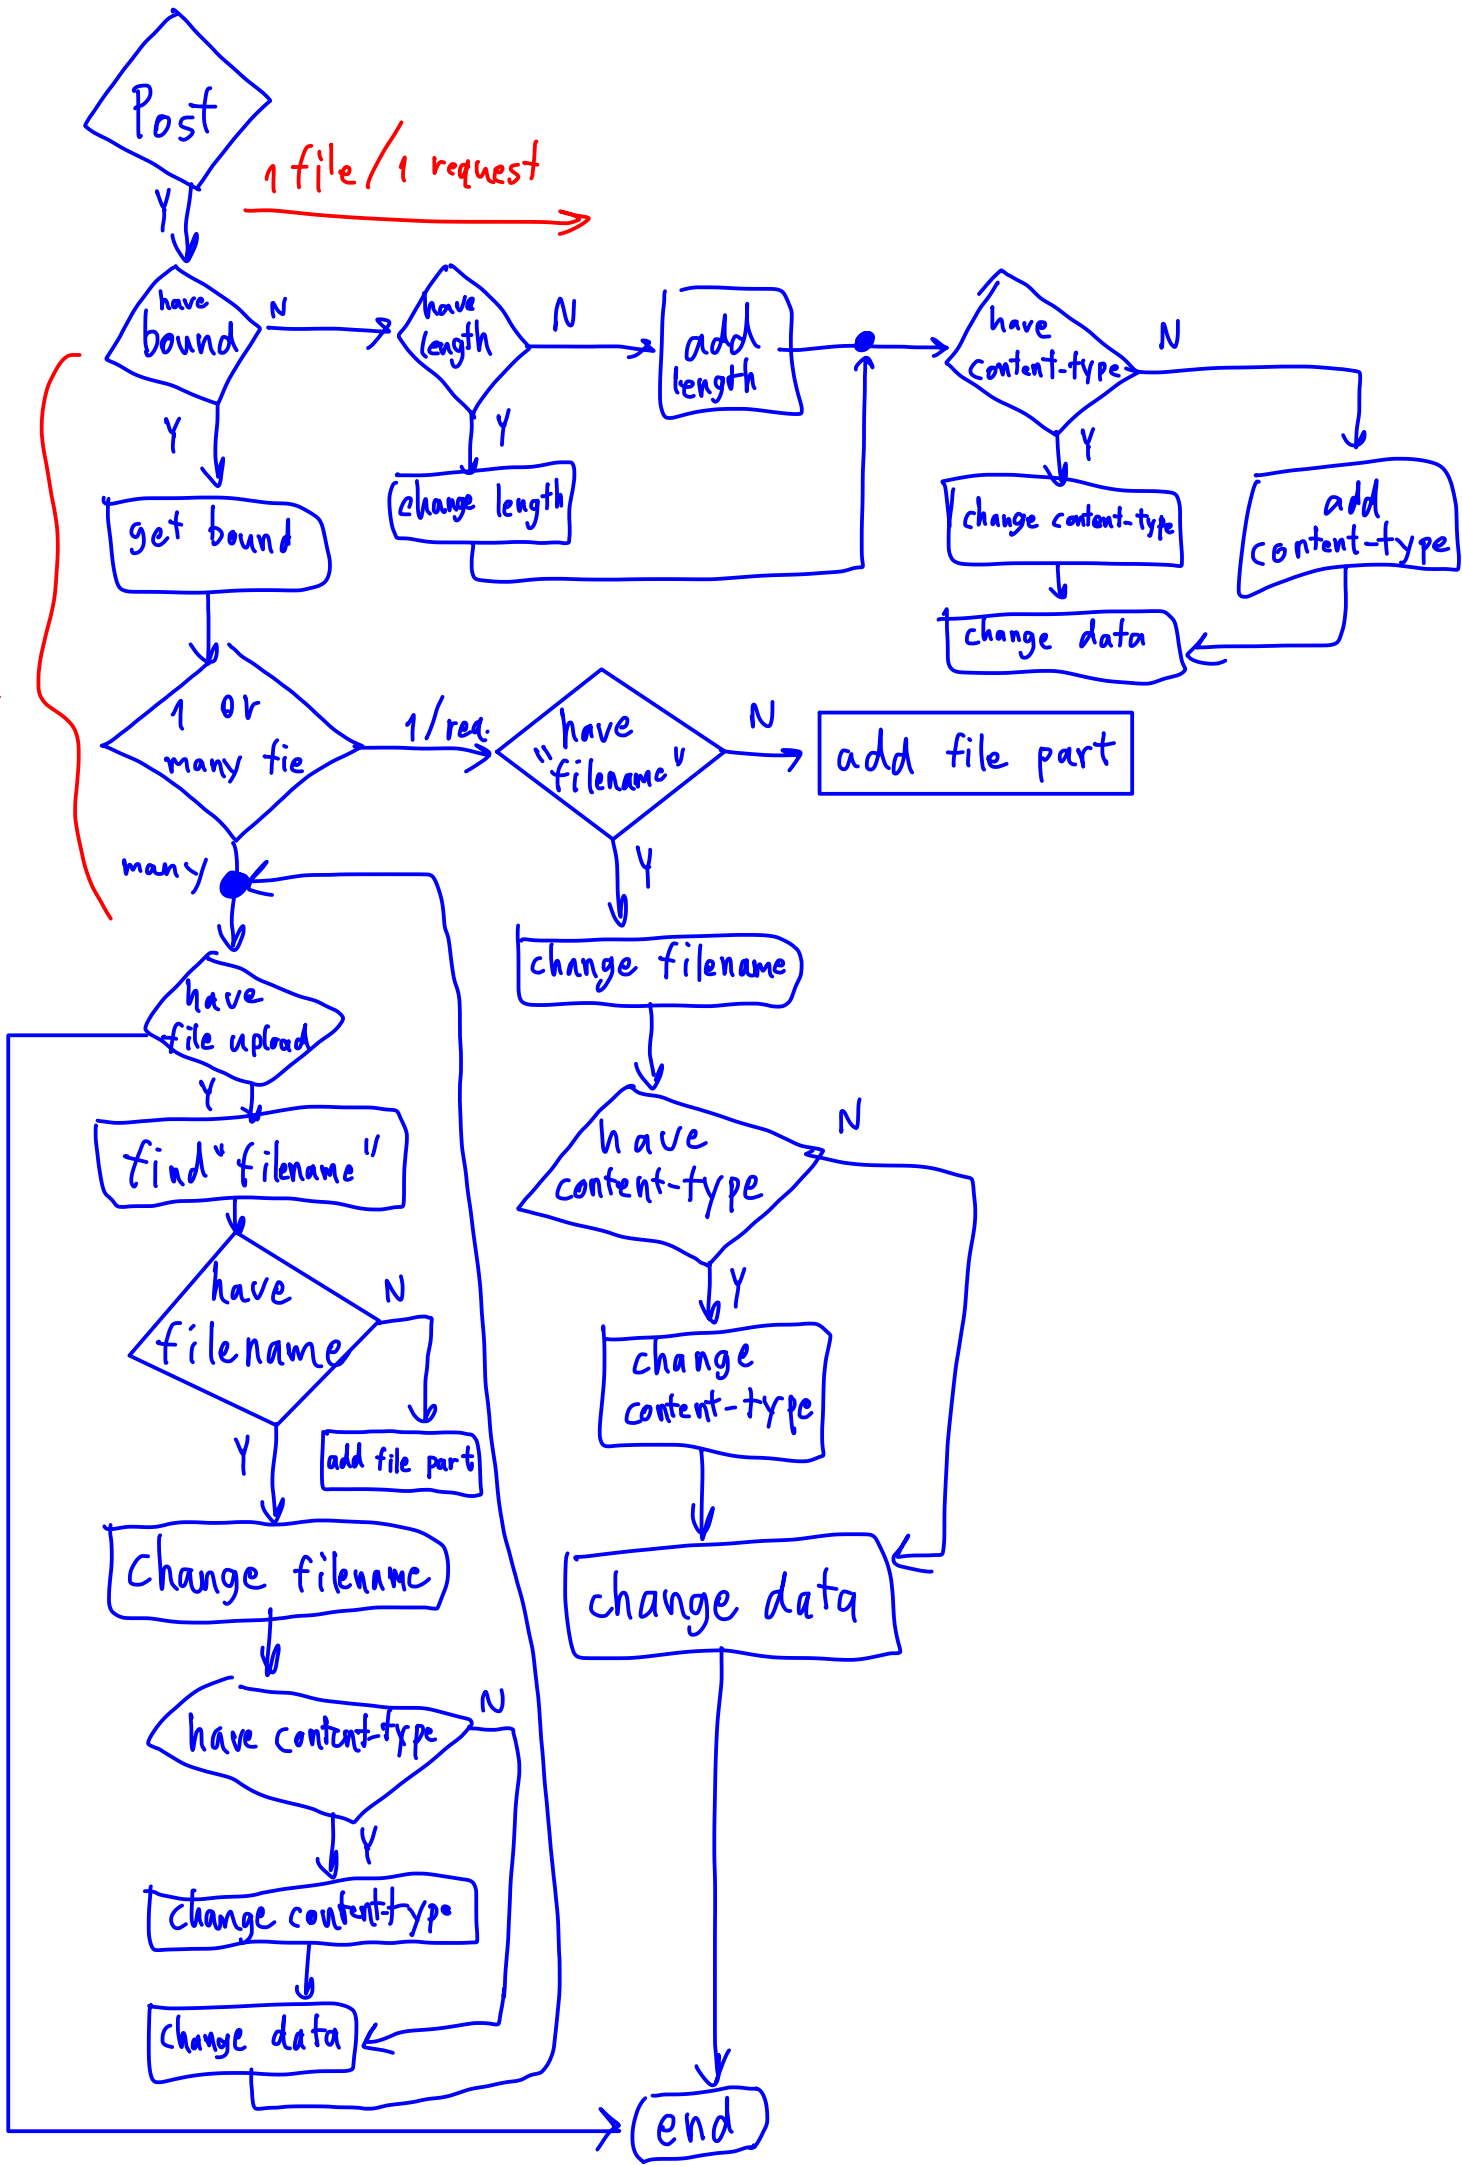 Post
Y
1 file / 1 request
have
bound
N
have
length
N
add
length
have
content-type
N
Y
Y
Y
get bound
change length
change content-type
add
content-type
change data
1 or
many fie
1/req.
have
"filename"
N
add file part
many
Y
change filename
have
file upload
Y
find "filename"
have
content-type
N
have
filename
N
Y
Y
add file part
change
content-type
change filename
change data
have content-type
N
Y
change content-type
change data
end